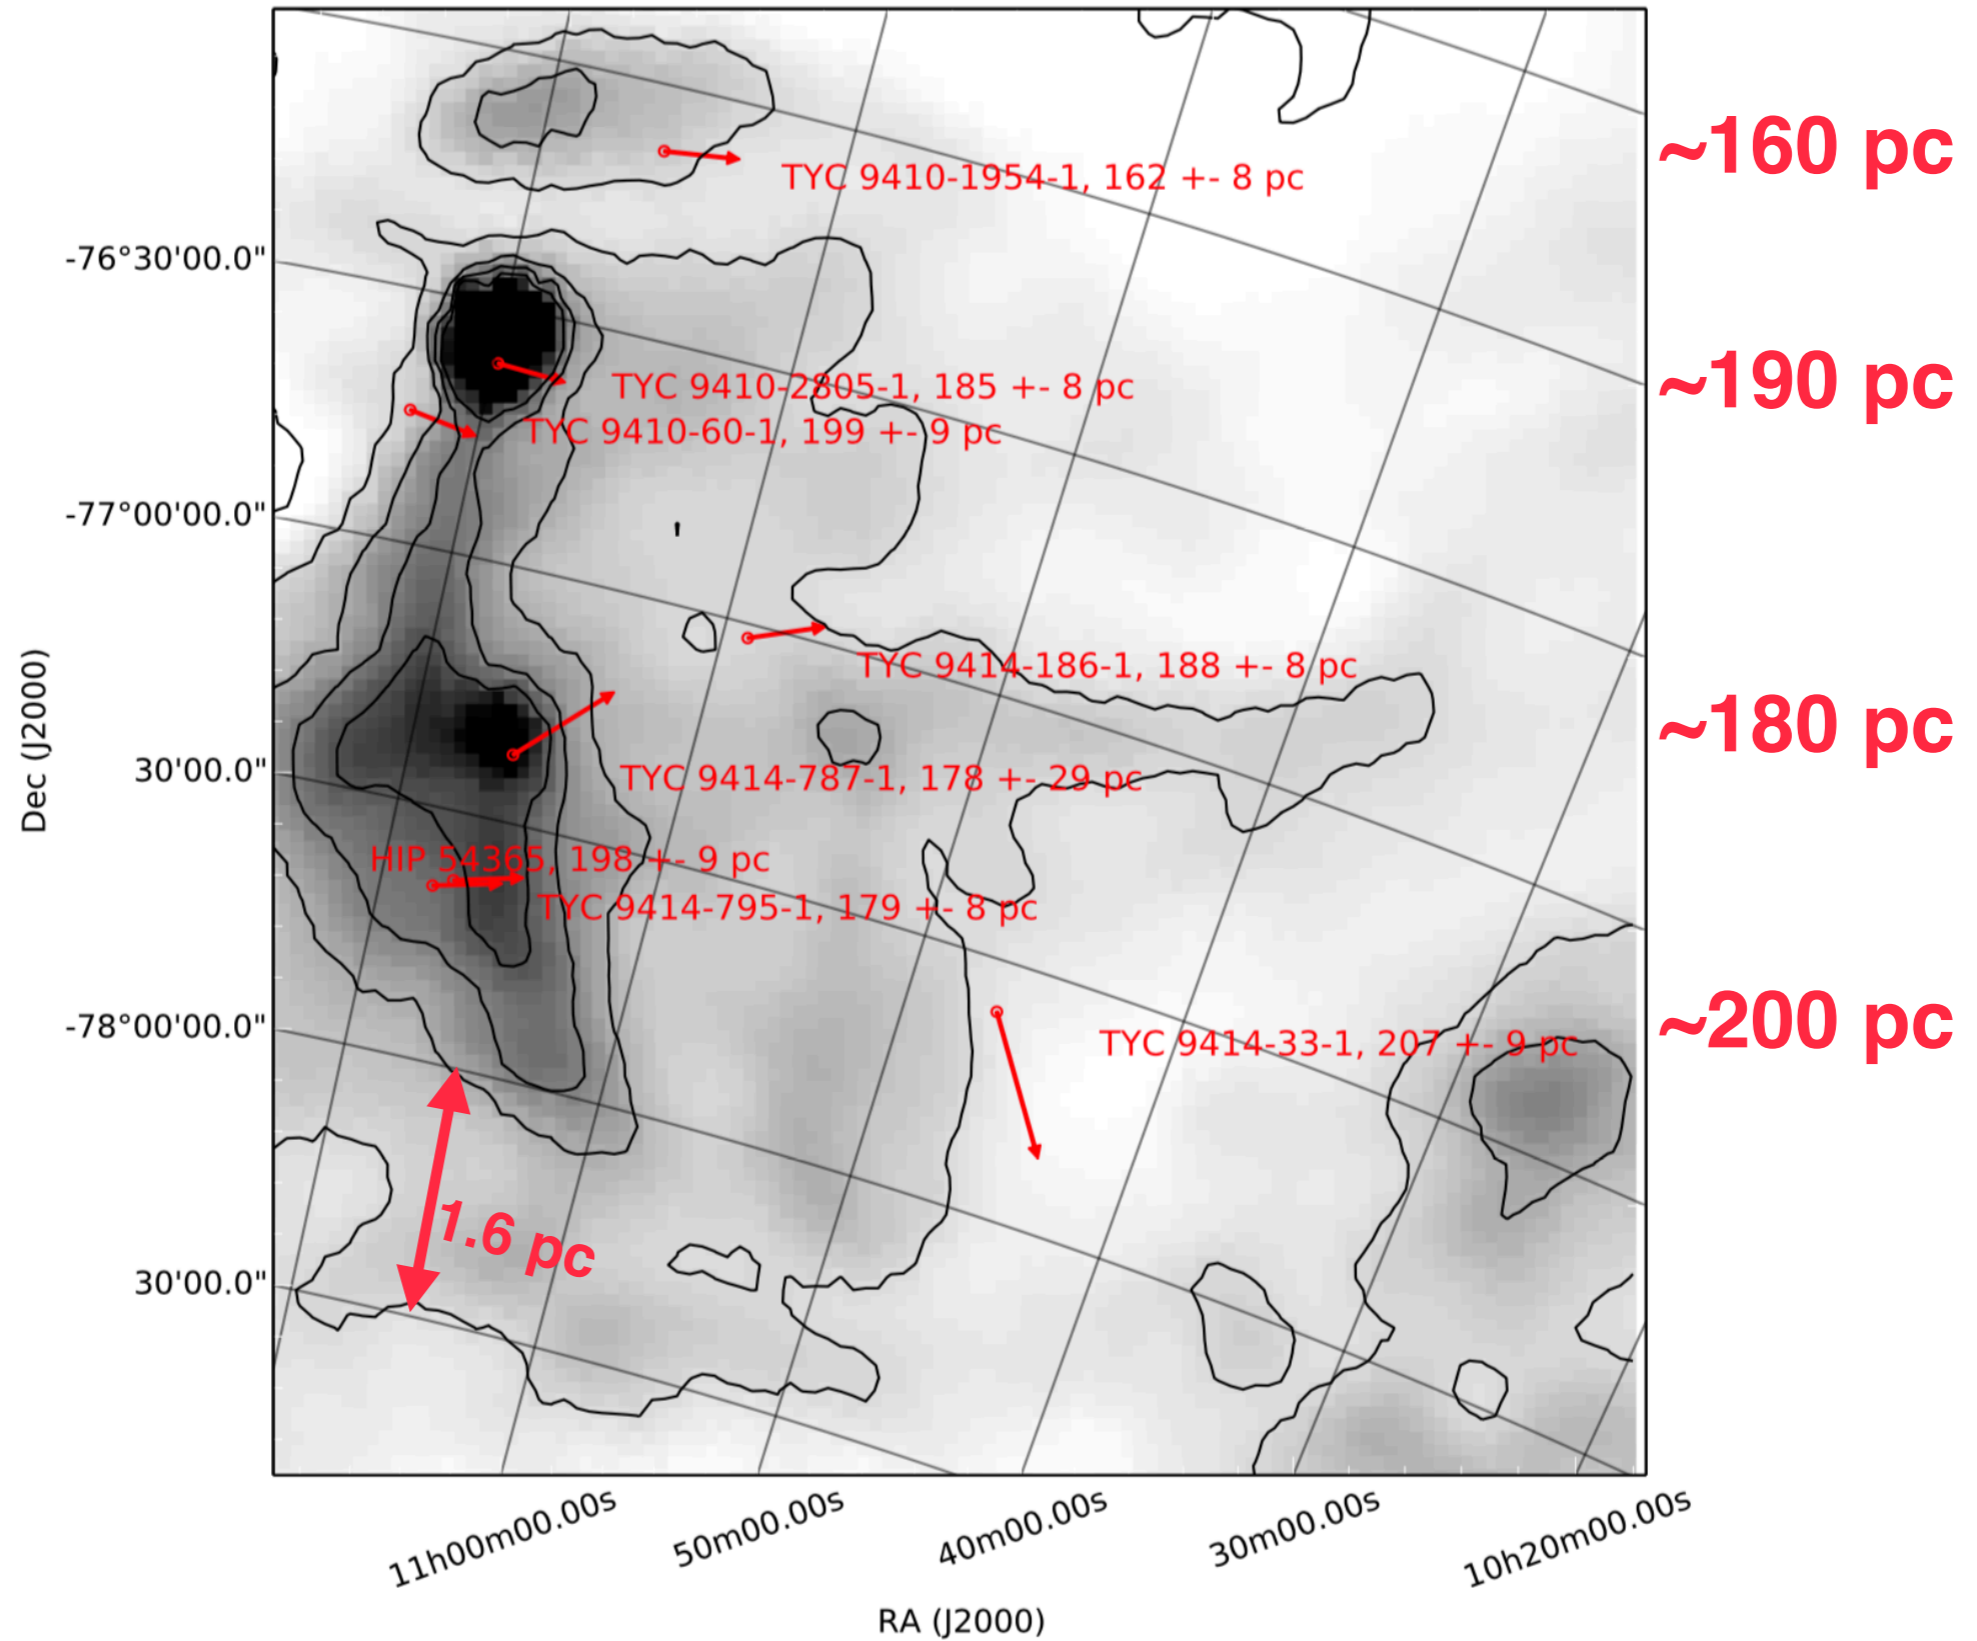 ~160 pc
TYC 9410-1954-1, 162 +- 8 pc
-76°30'00.0"
~190 pc
TYC 9410-2805-1, 185 +- 8 pc
TYC 9410-60-1, 199 +- 9 pc
-77°00'00.0"
TYC 9414-186-1, 188 +- 8 pc
~180 pc
30'00.0"
TYC 9414-787-1, 178 +- 29 pc
HIP 54365, 198 +- 9 pc
TYC 9414-795-1, 179 +- 8 pc
Dec (J2000)
-78°00'00.0"
TYC 9414-33-1, 207 +- 9 pc
~200 pc
1.6 pc
30'00.0"
11h00m00.00s
50m00.00s
40m00.00s
30m00.00s
10h20m00.00s
RA (J2000)